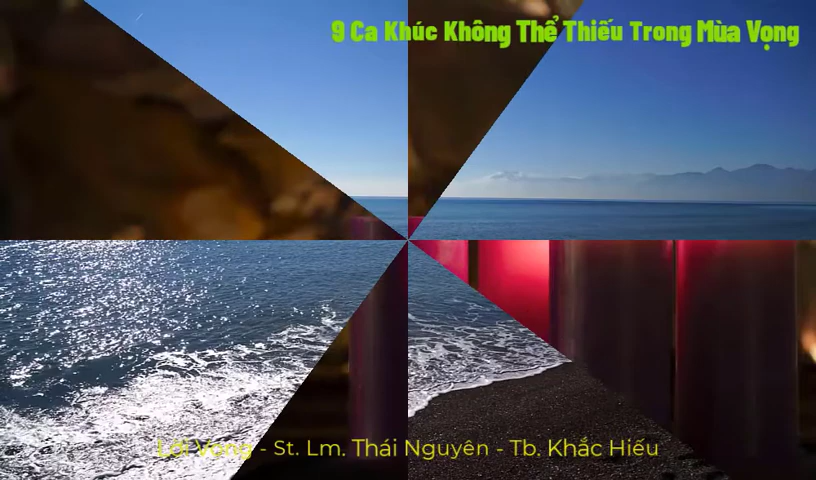 9 Ca Khúc Không Thể Thiếu Trong Mùa Vọng
Lời Vọng - St. Lm. Thái Nguyên - Tb. Khắc Hiếu